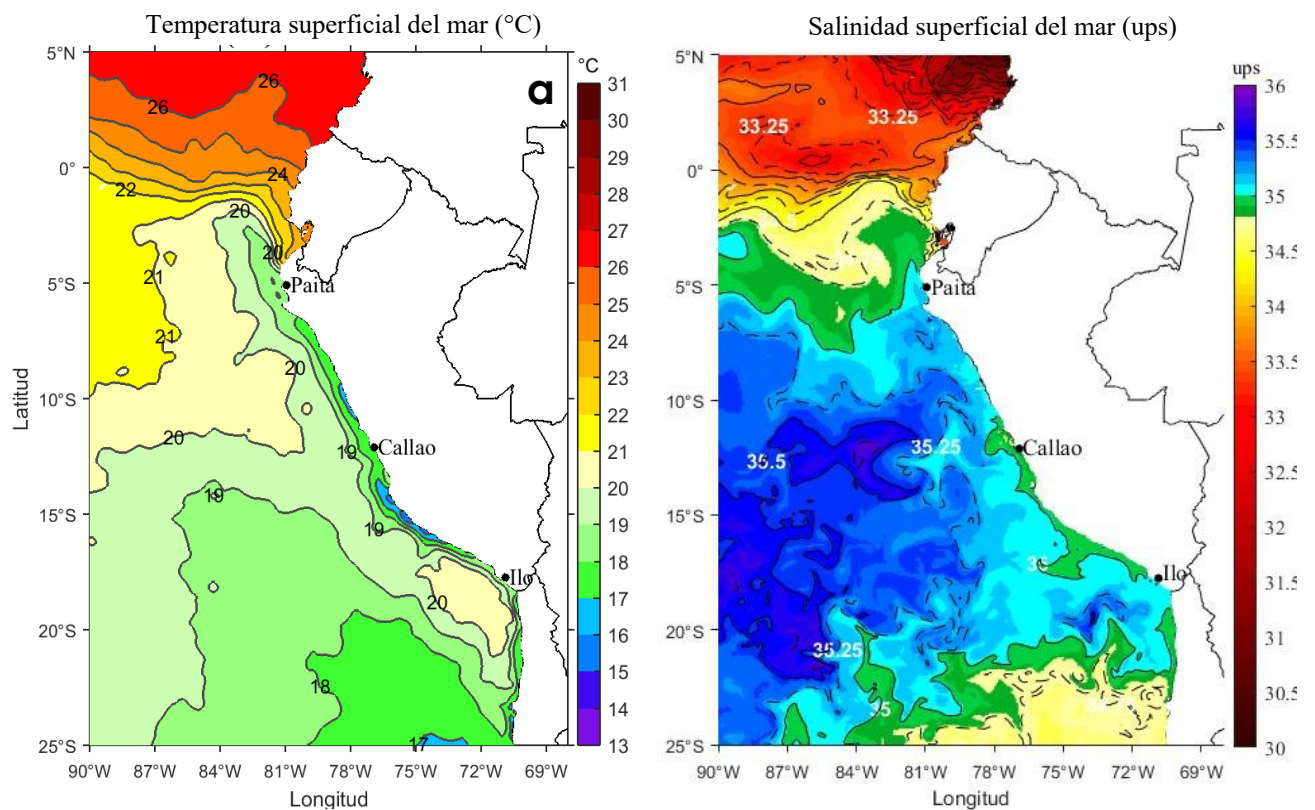 Temperatura superficial del mar (°C)
Salinidad superficial del mar (ups)
a
°C
31
30
29
28
27
26
25
24
23
22
21
20
19
18
17
16
15
14
13
5°N
0°
5°S
10°S
15°S
20°S
25°S
Latitud
90°W
87°W
84°W
81°W
78°W
75°W
72°W
69°W
Longitud
26
26
24
22
20
20
21
21
20
20
19
19
19
20
18
17
Paita
Callao
Ilo
ups
36
35.5
35
34.5
34
33.5
33
32.5
32
31.5
31
30.5
30
5°N
0°
5°S
10°S
15°S
20°S
25°S
90°W
87°W
84°W
81°W
78°W
75°W
72°W
69°W
Longitud
33.25
33.25
35.25
35.5
35
35.25
35
Paita
Callao
Ilo